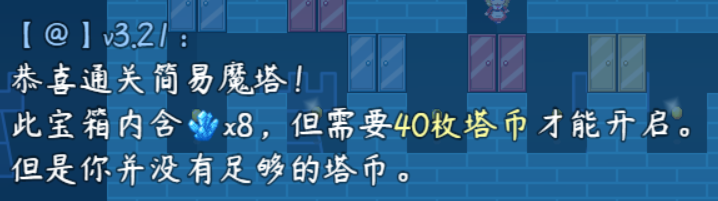 【@】v3.21：
恭喜通关简易魔塔！
此宝箱内含x8，但需要40枚塔币才能开启。
但是你并没有足够的塔币。